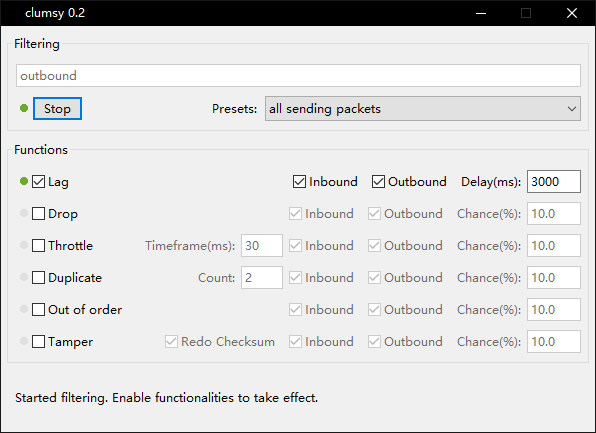 clumsy 0.2
Filtering
outbound
Stop Presets: all sending packets
Functions
Lag Inbound Outbound Delay(ms): 3000
Drop Inbound Outbound Chance(%): 10.0
Throttle Timeframe(ms): 30 Inbound Outbound Chance(%): 10.0
Duplicate Count: 2 Inbound Outbound Chance(%): 10.0
Out of order Inbound Outbound Chance(%): 10.0
Tamper Redo Checksum Inbound Outbound Chance(%): 10.0
Started filtering. Enable functionalities to take effect.